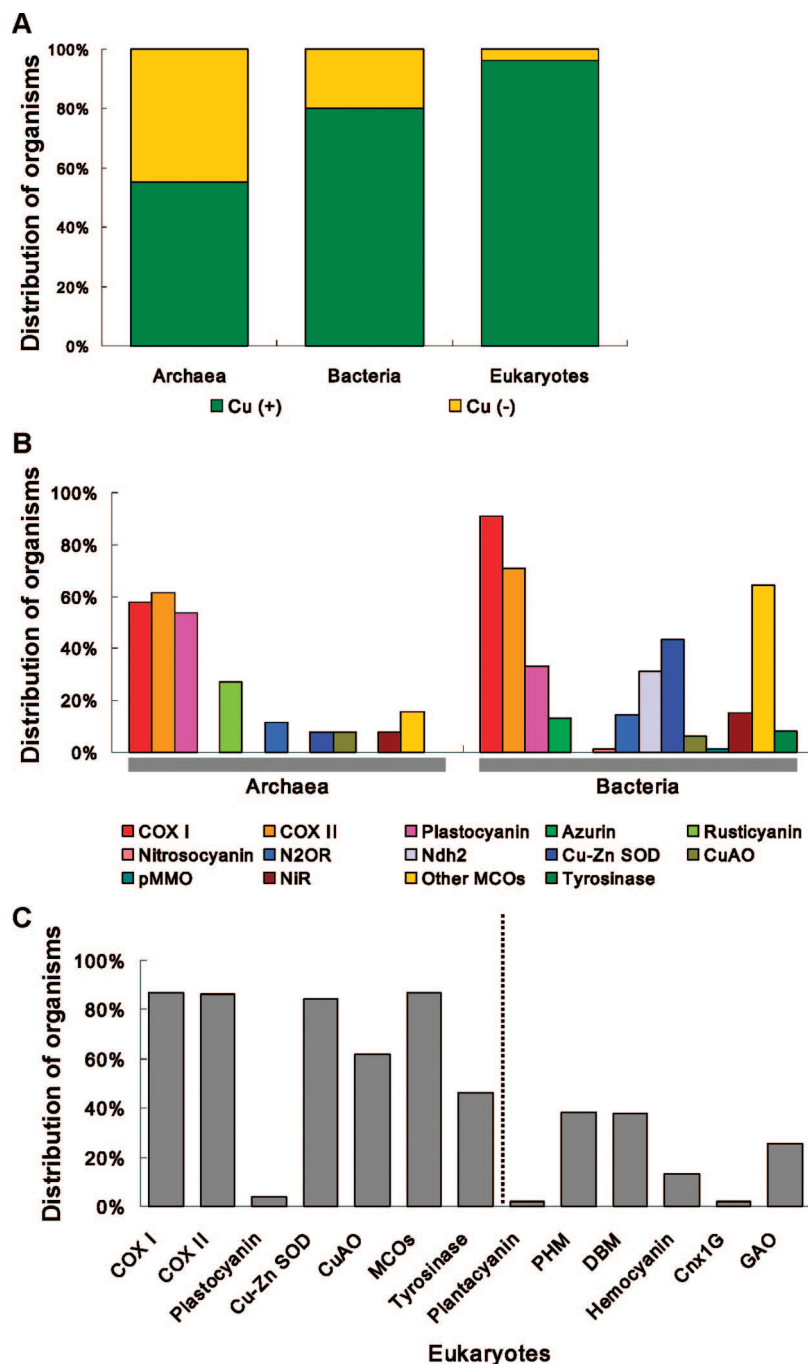 A
Distribution of organisms
100%
80%
60%
40%
20%
0%
Archaea Bacteria Eukaryotes
Cu (+) Cu (-)
B
Distribution of organisms
100%
80%
60%
40%
20%
0%
Archaea Bacteria
COX I COX II Plastocyanin Azurin Rusticyanin
Nitrosocyanin N2OR Ndh2 Cu-Zn SOD CuAO
pMMO NiR Other MCOs Tyrosinase
C
Distribution of organisms
100%
80%
60%
40%
20%
0%
COX I COX II Plastocyanin Cu-Zn SOD CuAO MCOs Tyrosinase Plantacyanin PHM DBM Hemocyanin Cnx1G GAO
Eukaryotes